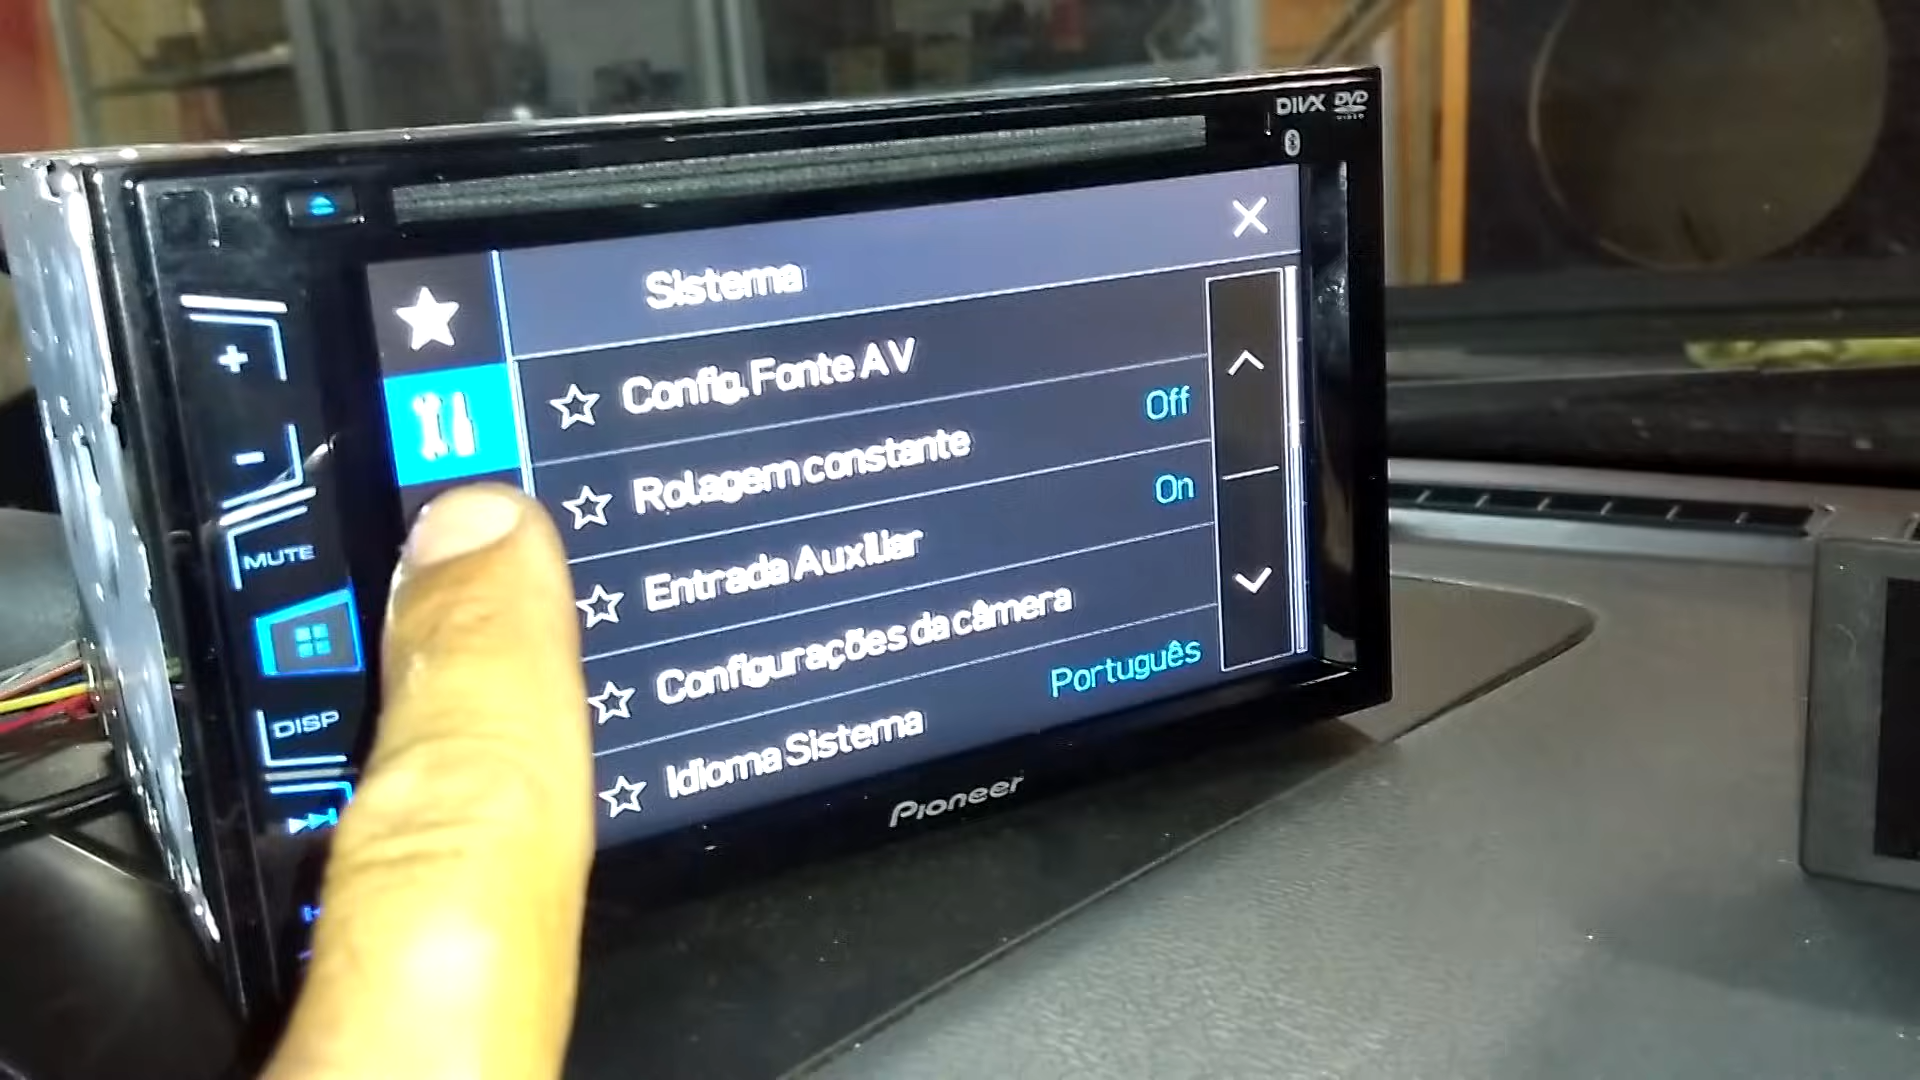 DIVX DVD
VIDEO
Sistema
Config.Fonte AV
Rolagem constante Off
Entrada Auxiliar On
Configurações da câmera
Idioma Sistema Português
+
-
MUTE
DISP
Pioneer